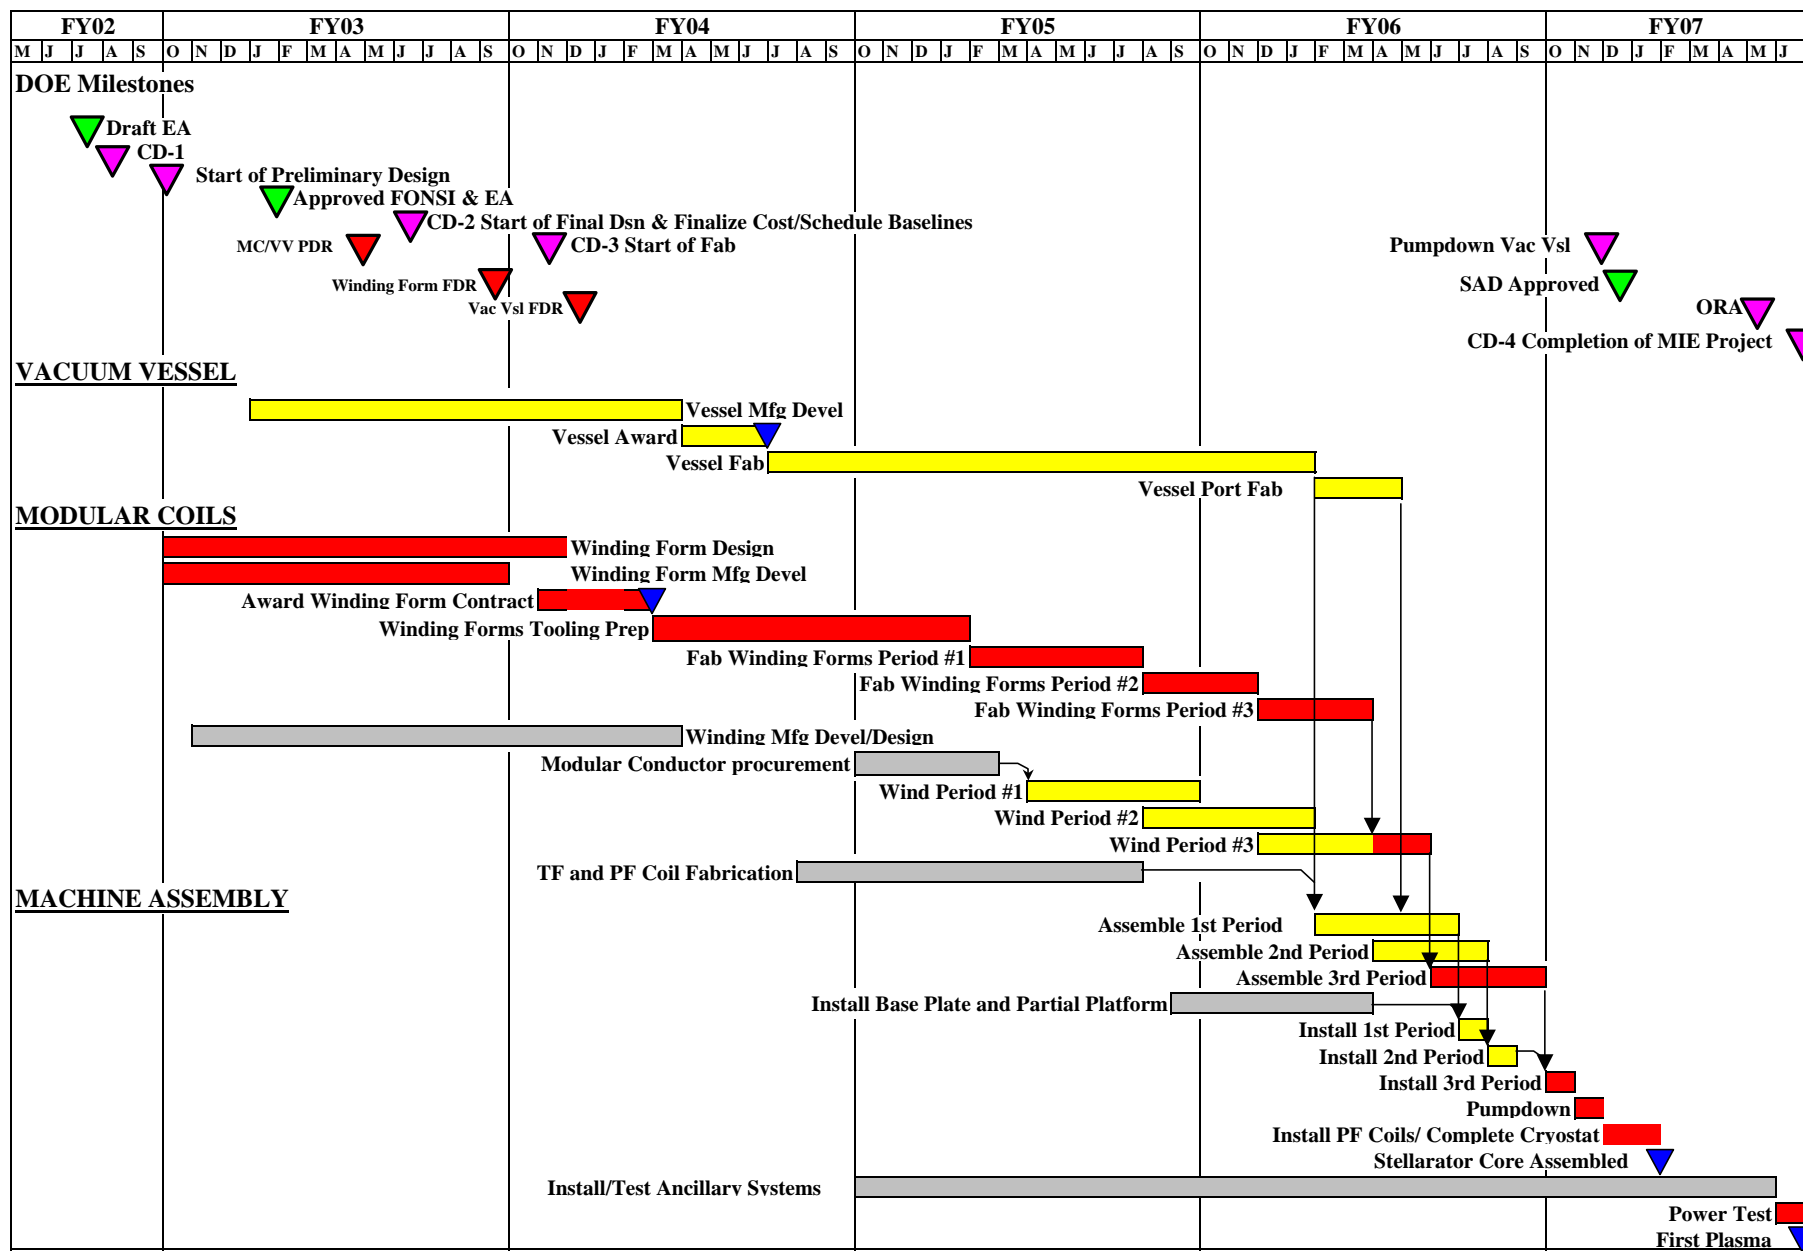 FY02 FY03 FY04 FY05 FY06 FY07
M J J A S O N D J F M A M J J A S O N D J F M A M J J A S O N D J F M A M J J A S O N D J F M A M J J A S O N D J F M A M J
DOE Milestones
Draft EA
CD-1
Start of Preliminary Design
Approved FONSI & EA
CD-2 Start of Final Dsn & Finalize Cost/Schedule Baselines
MC/VV PDR CD-3 Start of Fab Pumpdown Vac Vsl
Winding Form FDR SAD Approved
Vac Vsl FDR ORA
CD-4 Completion of MIE Project
VACUUM VESSEL
Vessel Mfg Devel
Vessel Award
Vessel Fab
Vessel Port Fab
MODULAR COILS
Winding Form Design
Winding Form Mfg Devel
Award Winding Form Contract
Winding Forms Tooling Prep
Fab Winding Forms Period #1
Fab Winding Forms Period #2
Fab Winding Forms Period #3
Winding Mfg Devel/Design
Modular Conductor procurement
Wind Period #1
Wind Period #2
Wind Period #3
TF and PF Coil Fabrication
MACHINE ASSEMBLY
Assemble 1st Period
Assemble 2nd Period
Assemble 3rd Period
Install Base Plate and Partial Platform
Install 1st Period
Install 2nd Period
Install 3rd Period
Pumpdown
Install PF Coils/ Complete Cryostat
Stellarator Core Assembled
Install/Test Ancillary Systems
Power Test
First Plasma